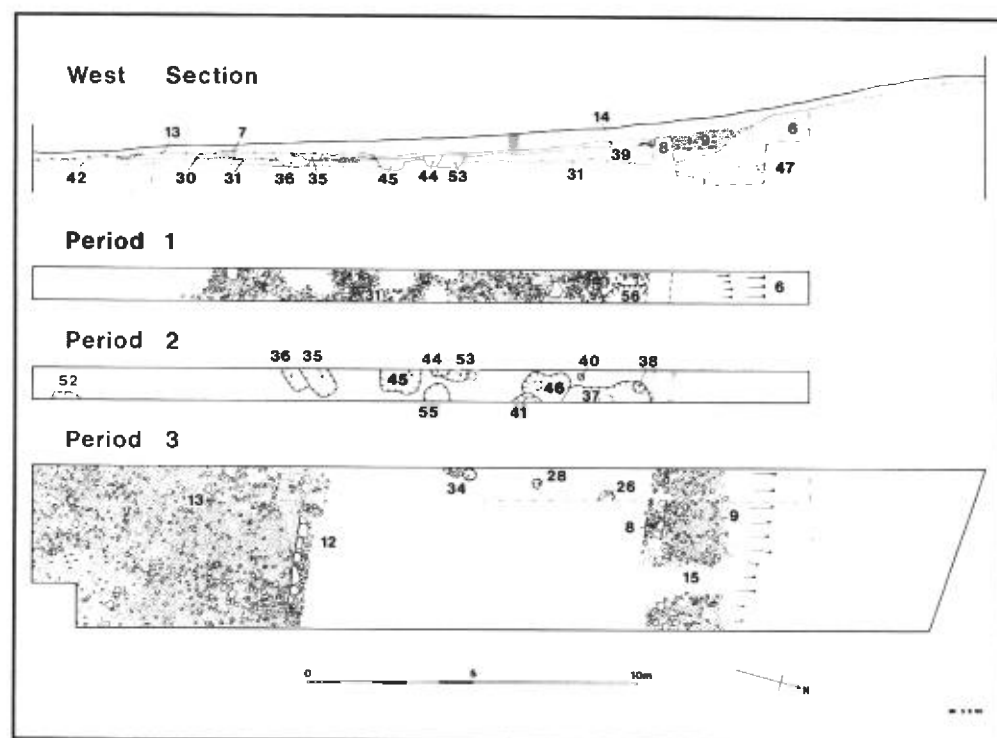 West Section
13 7 14 6
39 8 9
42 30 31 36 35 45 44 53 31 47
Period 1
31 56 6
Period 2
36 35 44 53 40 38
52 45 46 37
55 41
Period 3
34 28 26
13 12 8 9
15
0 5 10m
N